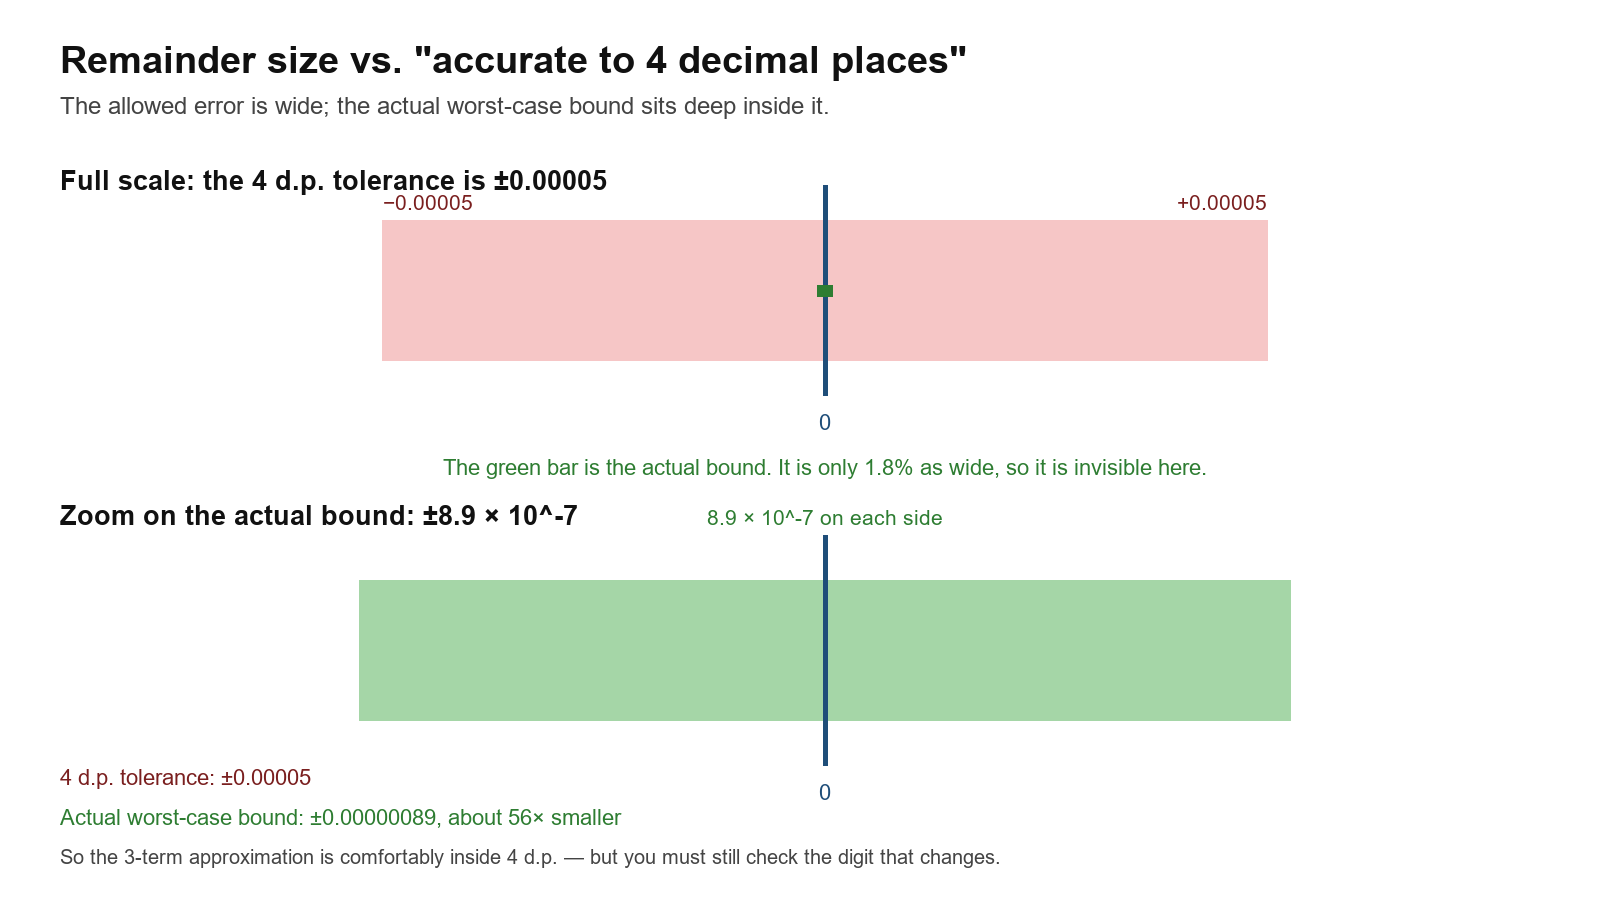 Remainder size vs. "accurate to 4 decimal places"
The allowed error is wide; the actual worst-case bound sits deep inside it.
Full scale: the 4 d.p. tolerance is ±0.00005
−0.00005
+0.00005
0
The green bar is the actual bound. It is only 1.8% as wide, so it is invisible here.
Zoom on the actual bound: ±8.9 × 10^-7
8.9 × 10^-7 on each side
0
4 d.p. tolerance: ±0.00005
Actual worst-case bound: ±0.00000089, about 56× smaller
So the 3-term approximation is comfortably inside 4 d.p. — but you must still check the digit that changes.